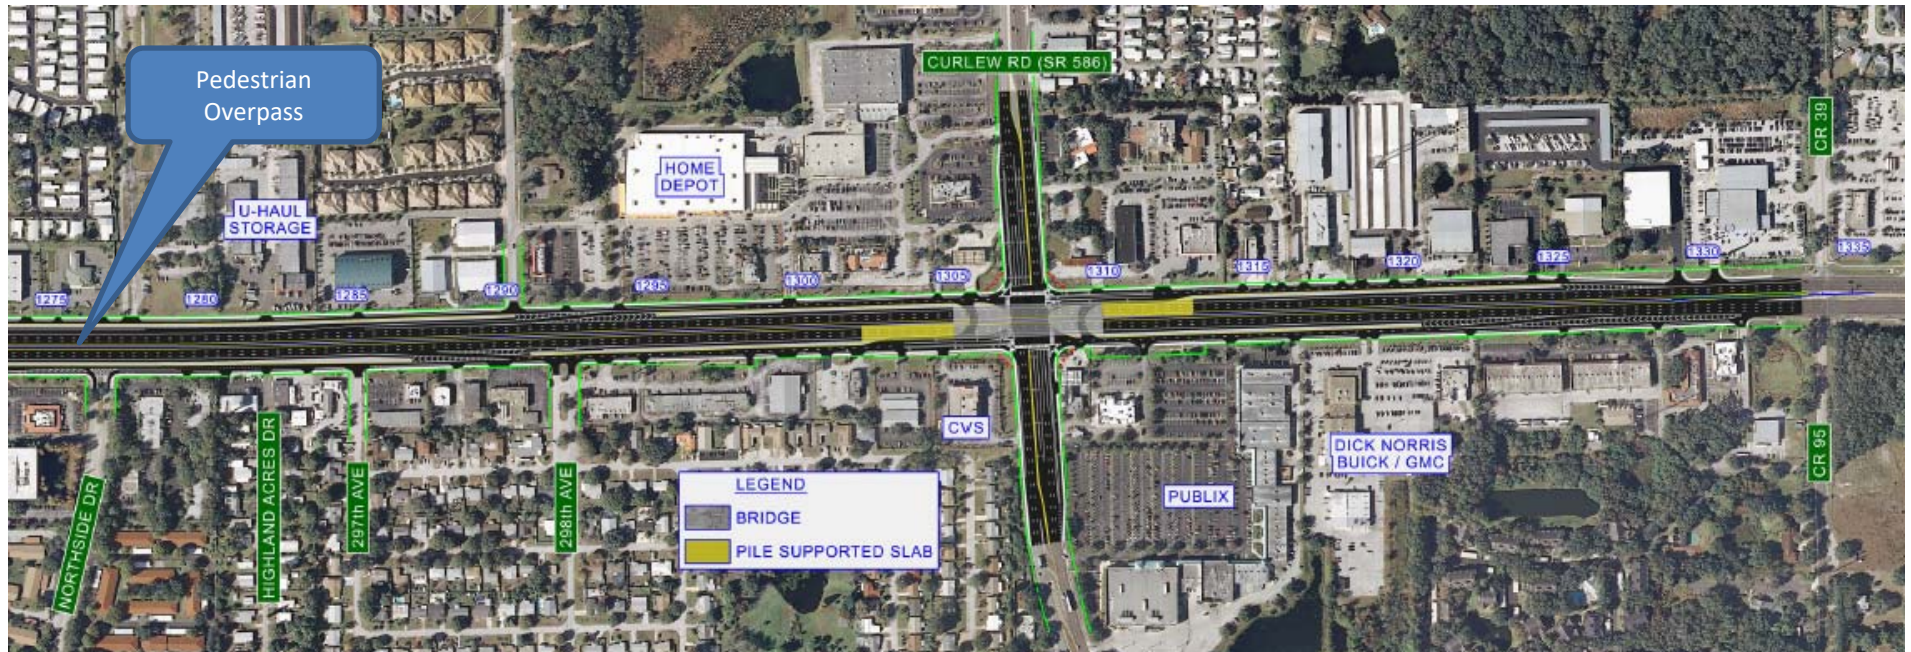 Pedestrian
Overpass
CURLEW RD (SR 586)
CR 39
HOME
DEPOT
U-HAUL
STORAGE
1275
1280
1285
1290
1295
1300
1305
1310
1315
1320
1325
1330
1335
NORTHSIDE DR
HIGHLAND ACRES DR
297th AVE
298th AVE
CVS
LEGEND
BRIDGE
PILE SUPPORTED SLAB
PUBLIX
DICK NORRIS
BUICK / GMC
CR 95